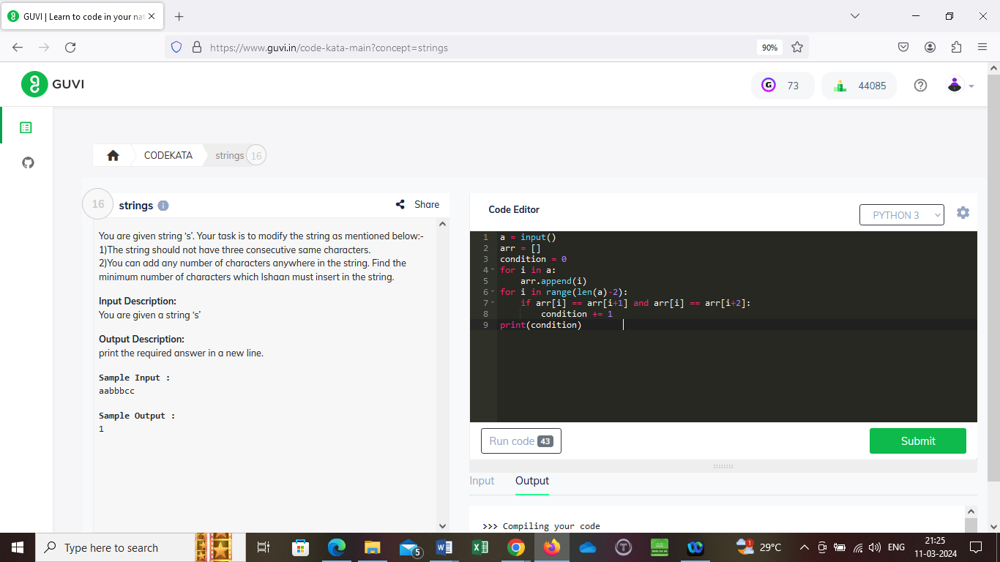 GUVI | Learn to code in your nat
https://www.guvi.in/code-kata-main?concept=strings
90%
GUVI
G
73
44085
CODEKATA
strings
16
16
strings
Share
You are given string ‘s’. Your task is to modify the string as mentioned below:-
1)The string should not have three consecutive same characters.
2)You can add any number of characters anywhere in the string. Find the
minimum number of characters which Ishaan must insert in the string.
Input Description:
You are given a string ‘s’
Output Description:
print the required answer in a new line.
Sample Input :
aabbbcc
Sample Output :
1
Code Editor
PYTHON 3
1 a = input()
2 arr = []
3 condition = 0
4 for i in a:
5 arr.append(i)
6 for i in range(len(a)-2):
7 if arr[i] == arr[i+1] and arr[i] == arr[i+2]:
8 condition += 1
9 print(condition)
Run code 43
Submit
Input
Output
>>> Compiling your code
Type here to search
5
1
29°C
ENG
21:25
11-03-2024